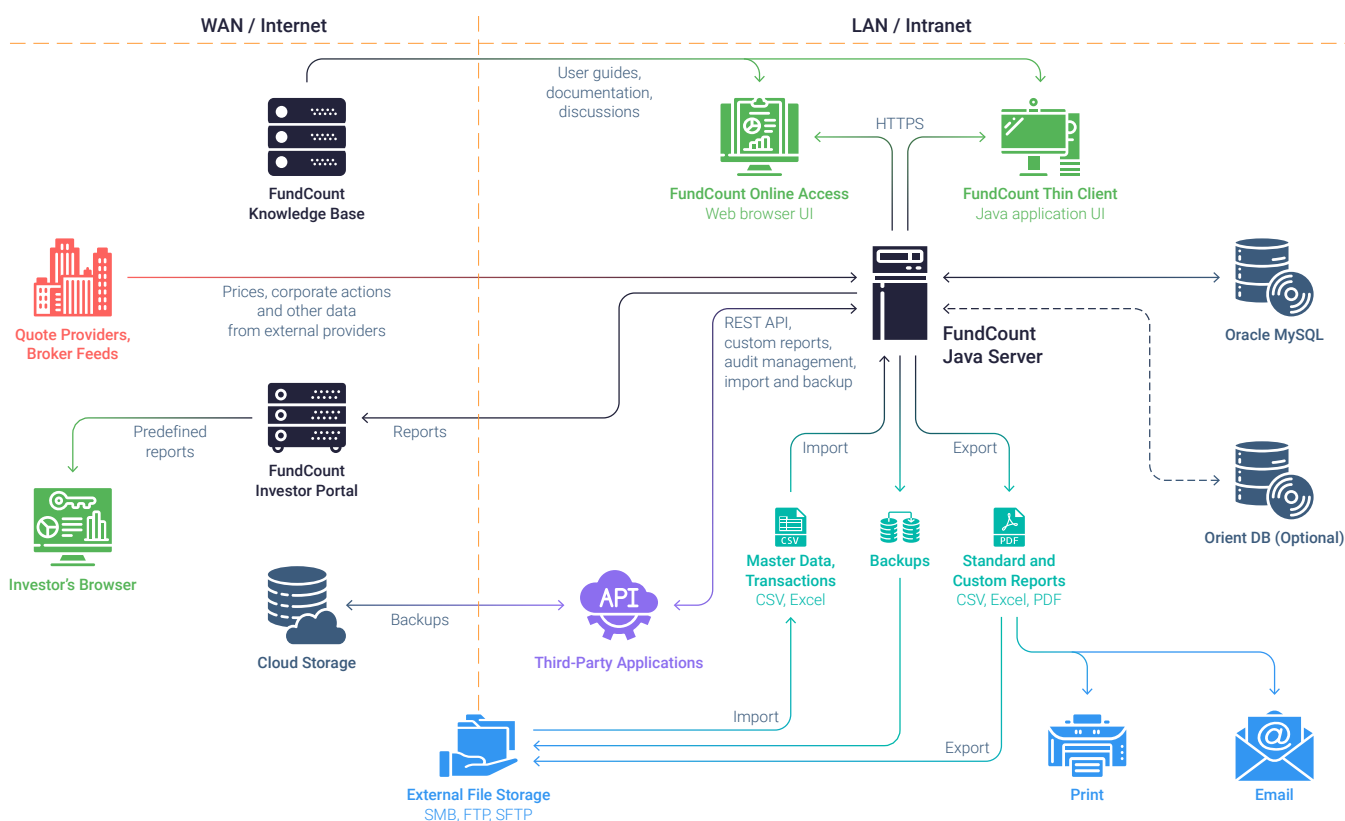 WAN / Internet
LAN / Intranet
User guides,
documentation,
discussions
HTTPS
FundCount
Knowledge Base
FundCount Online Access
Web browser UI
FundCount Thin Client
Java application UI
Quote Providers,
Broker Feeds
Prices, corporate actions
and other data
from external providers
REST API,
custom reports,
audit management,
import and backup
FundCount
Java Server
Oracle MySQL
Predefined
reports
Reports
FundCount
Investor Portal
Import
Export
Investor's Browser
CSV
Master Data,
Transactions
CSV, Excel
Backups
PDF
Standard and
Custom Reports
CSV, Excel, PDF
Orient DB (Optional)
Cloud Storage
Backups
API
Third-Party Applications
Import
Export
External File Storage
SMB, FTP, SFTP
Print
@
Email